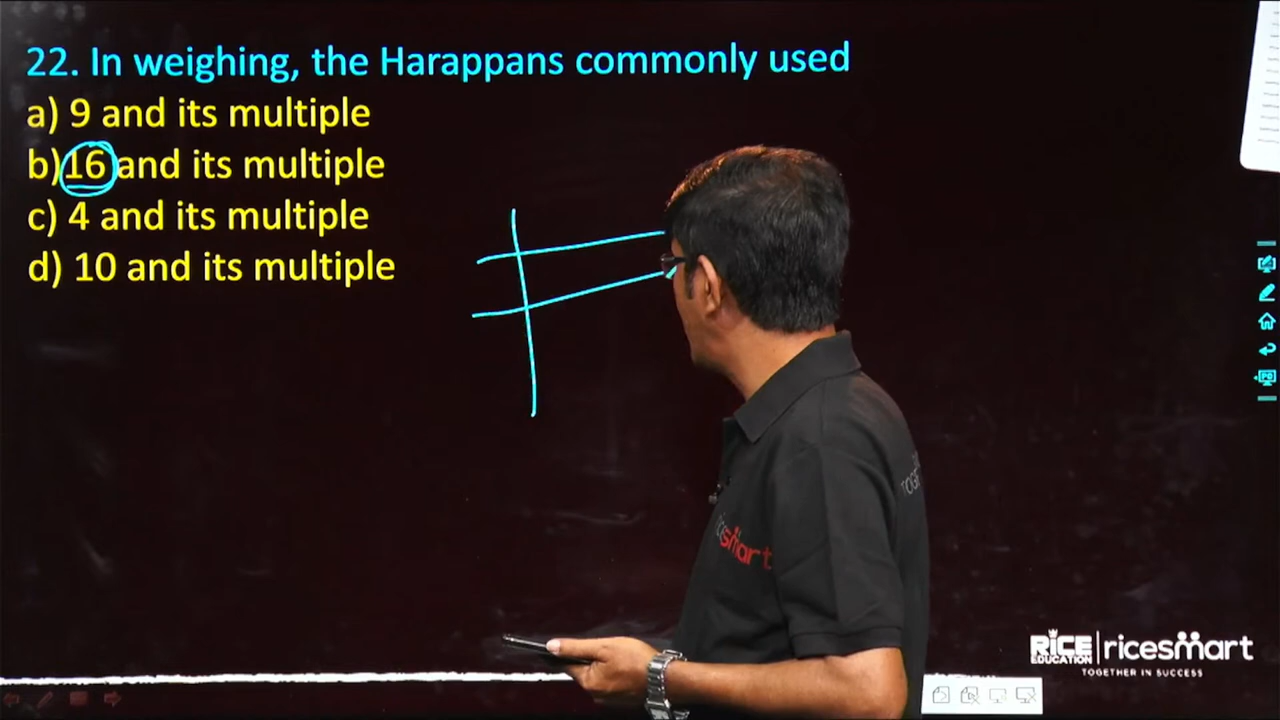 22. In weighing, the Harappans commonly used
a) 9 and its multiple
b) 16 and its multiple
c) 4 and its multiple
d) 10 and its multiple
smart
RICE EDUCATION ricesmart
TOGETHER IN SUCCESS